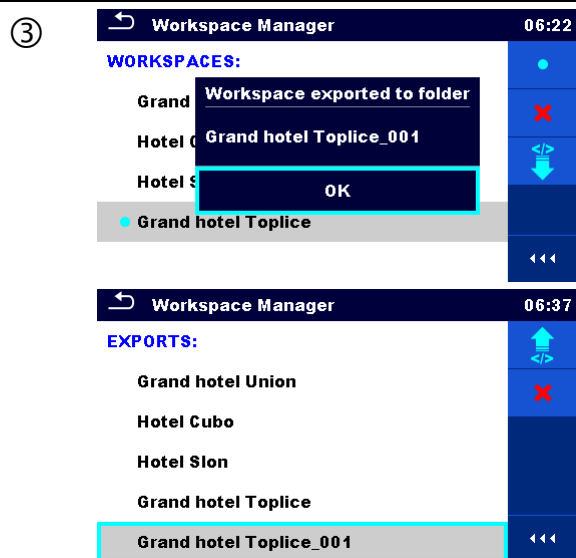 ③
Workspace Manager 06:22
WORKSPACES:
Grand
Workspace exported to folder
Hotel
Grand hotel Toplice_001
Hotel S
OK
Grand hotel Toplice
Workspace Manager 06:37
EXPORTS:
Grand hotel Union
Hotel Cubo
Hotel Slon
Grand hotel Toplice
Grand hotel Toplice_001